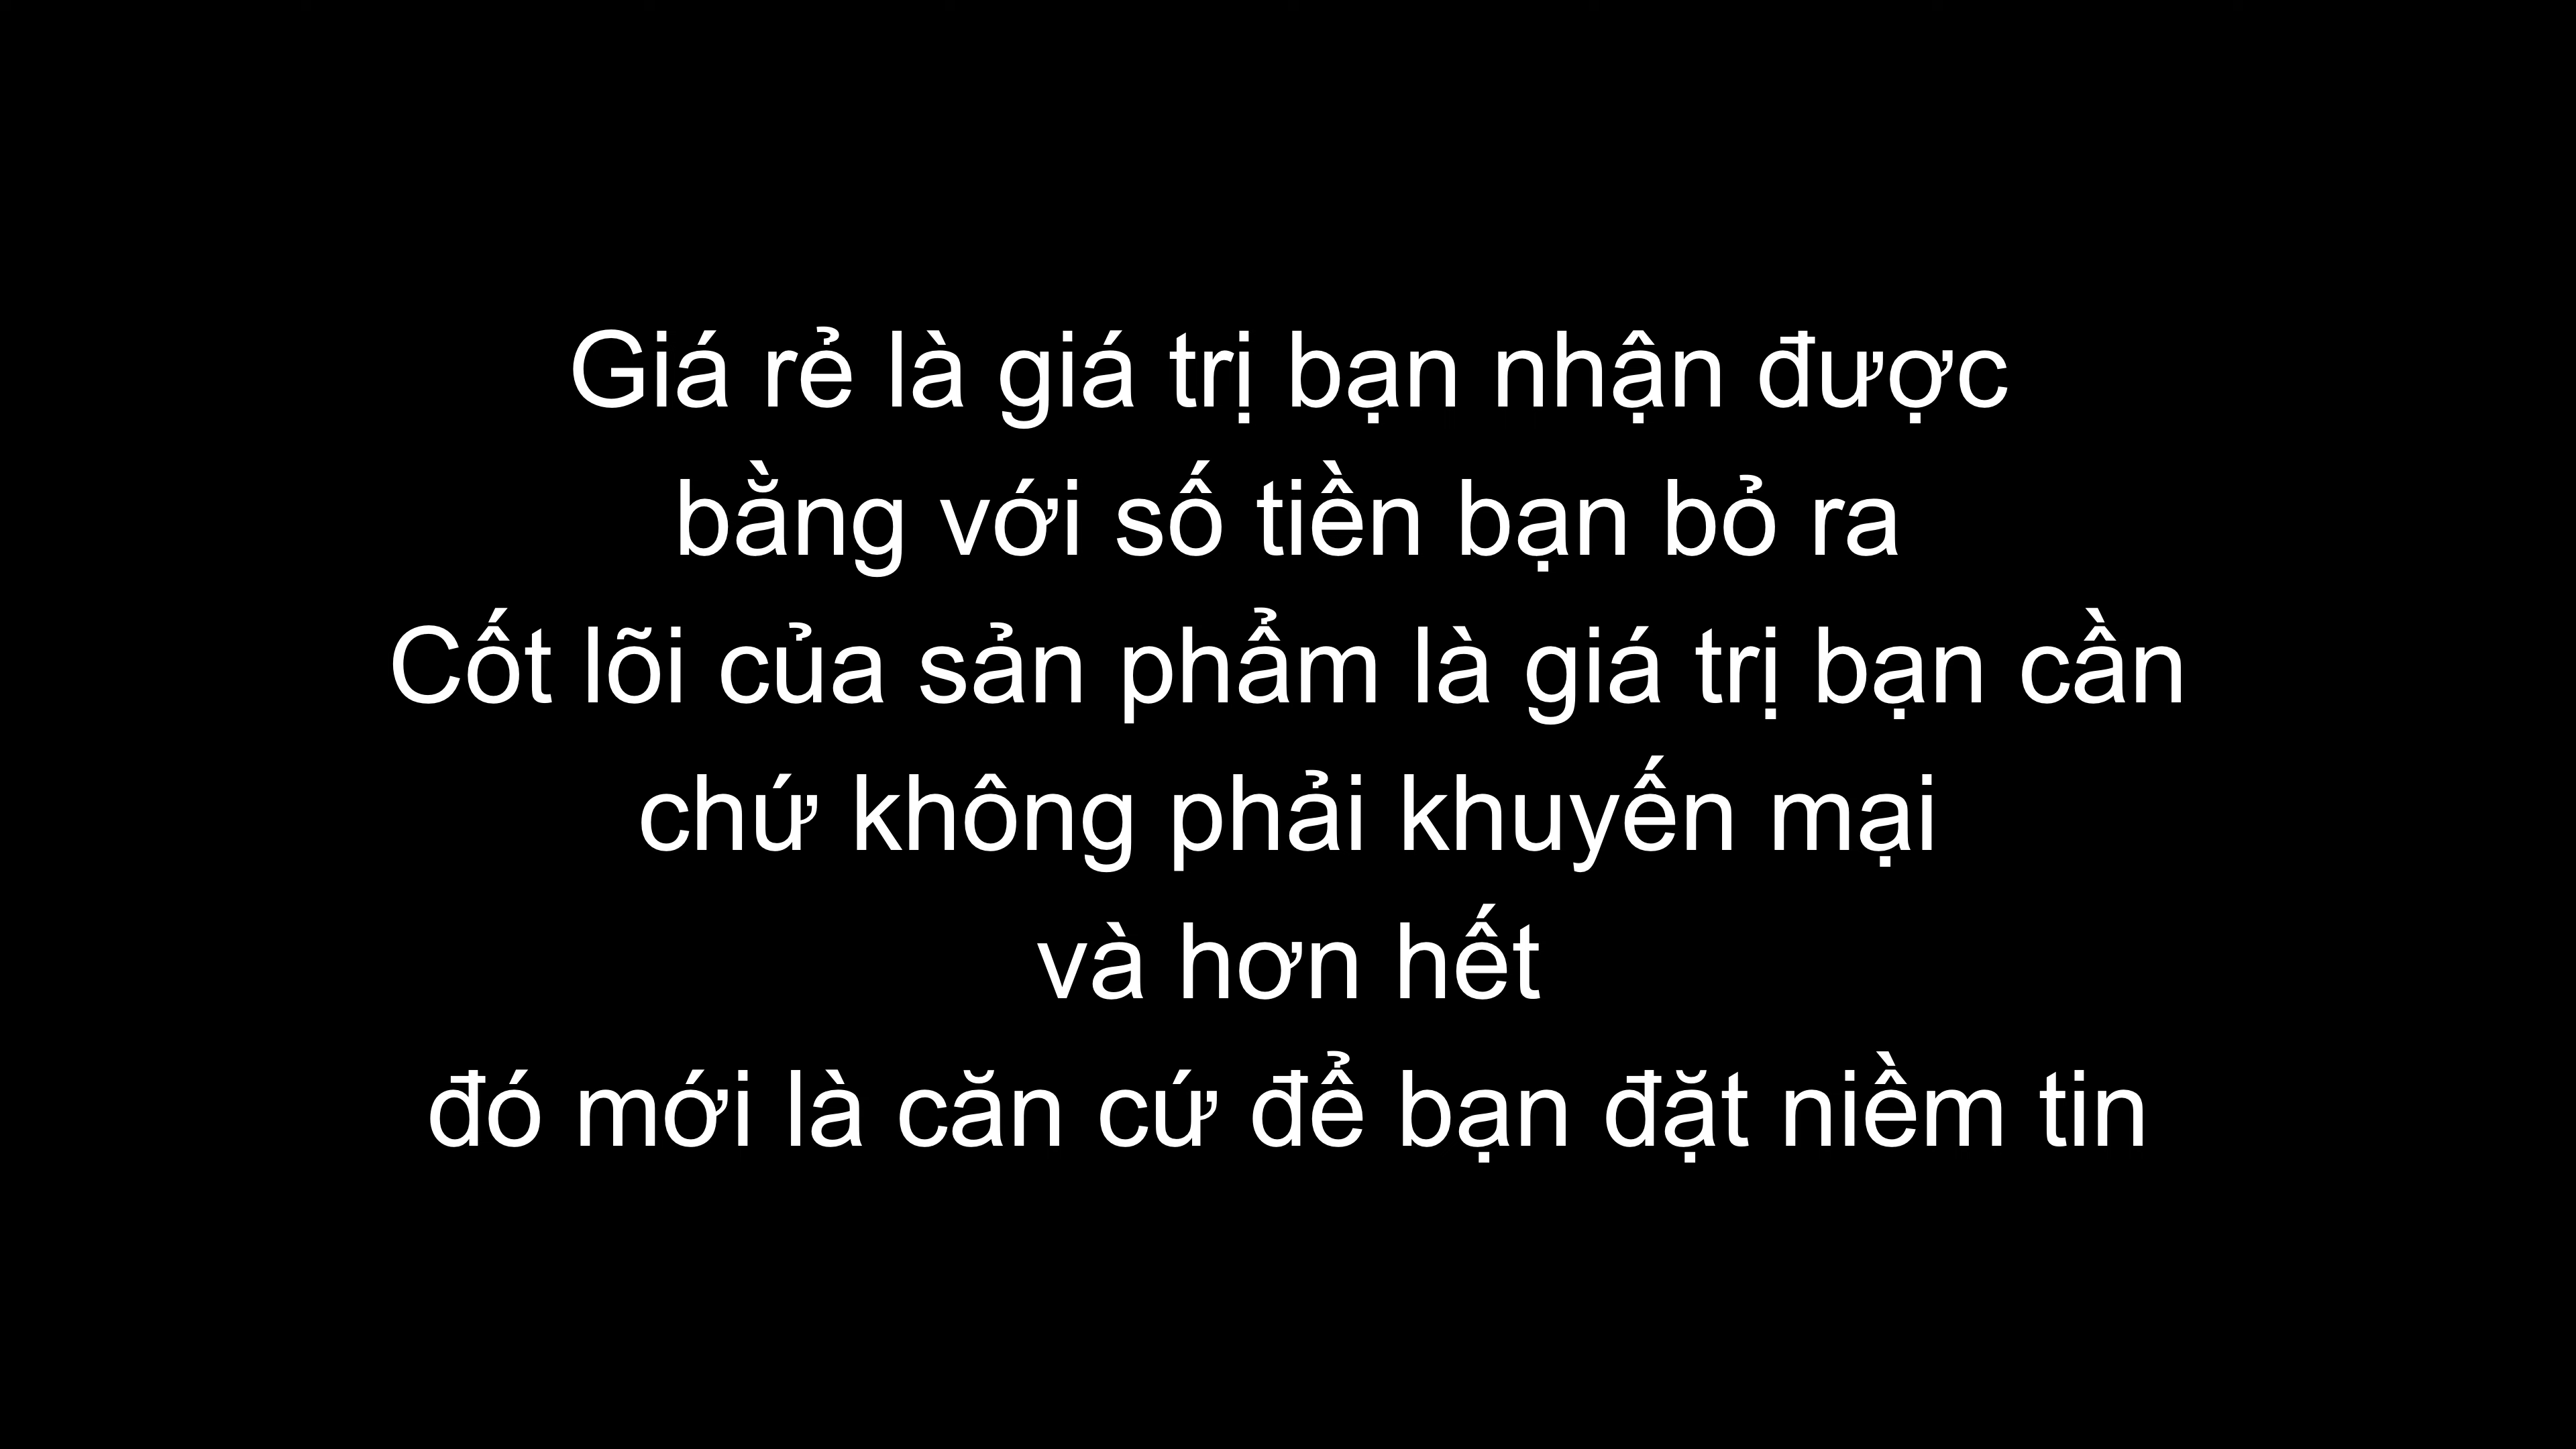 Giá rẻ là giá trị bạn nhận được
bằng với số tiền bạn bỏ ra
Cốt lõi của sản phẩm là giá trị bạn cần
chứ không phải khuyến mại
và hơn hết
đó mới là căn cứ để bạn đặt niềm tin